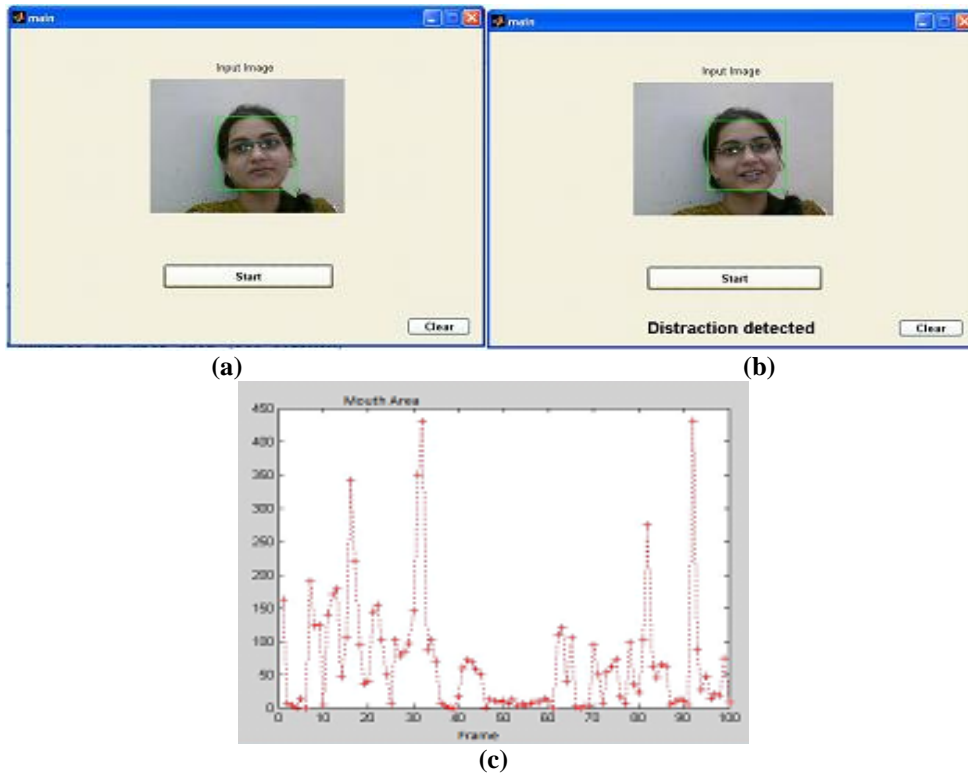 main
Input Image
Start
Clear
(a)
main
Input Image
Start
Distraction detected
Clear
(b)
Mouth Area
450
400
350
300
250
200
150
100
50
0
0 10 20 30 40 50 60 70 80 90 100
Frame
(c)